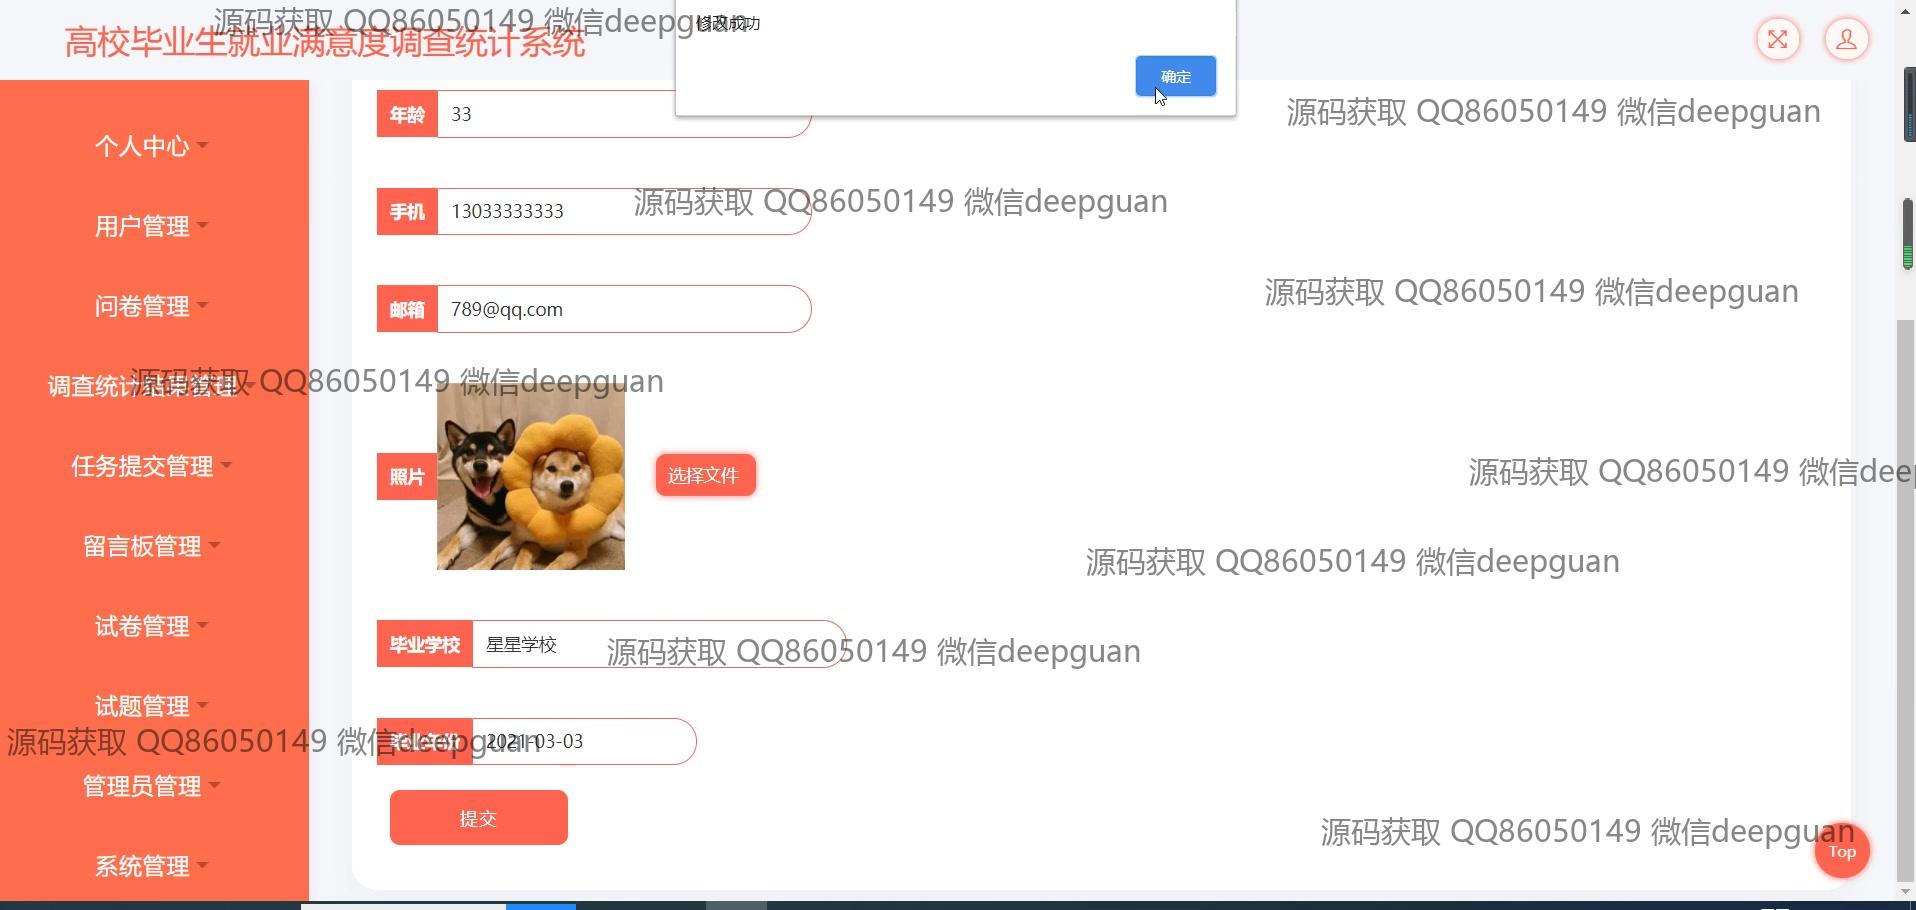 源码获取 QQ86050149 微信deepguan
高校毕业生就业满意度调查统计系统
修改成功
确定
个人中心
用户管理
问卷管理
调查统计结果管理
任务提交管理
留言板管理
试卷管理
试题管理
管理员管理
系统管理
年龄 33
源码获取 QQ86050149 微信deepguan
手机 13033333333
源码获取 QQ86050149 微信deepguan
源码获取 QQ86050149 微信deepguan
邮箱 789@qq.com
源码获取 QQ86050149 微信deepguan
照片
选择文件
源码获取 QQ86050149 微信deep
源码获取 QQ86050149 微信deepguan
毕业学校 星星学校
源码获取 QQ86050149 微信deepguan
源码获取 QQ86050149 微信deepguan
毕业年份 2021-03-03
提交
源码获取 QQ86050149 微信deepguan
Top